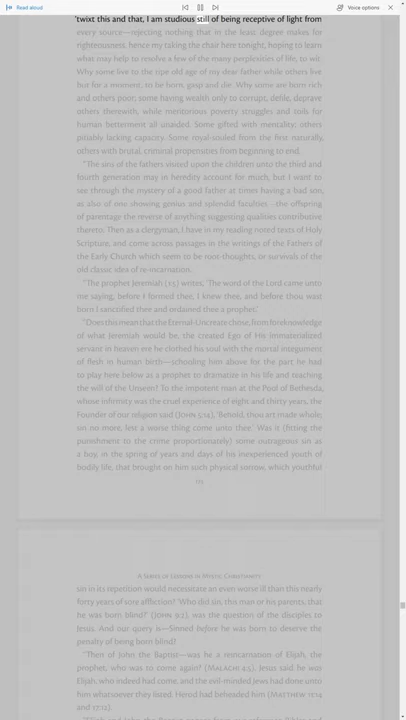 Read aloud
Voice options
'twixt this and that, I am studious still of being receptive of light from
every source—rejecting nothing that in the least degree makes for
righteousness, hence my taking the chair here tonight, hoping to learn
what may help to resolve a few of the many perplexities of life, to wit:
Why some live to the ripe old age of my dear father while others live
but for a moment, to be born, gasp and die. Why some are born rich
and others poor; some having wealth only to corrupt, defile, deprave
others therewith, while meritorious poverty struggles and toils for
human betterment all unaided. Some gifted with mentality; others
pitiably lacking capacity. Some royal-souled from the first naturally,
others with brutal, criminal propensities from beginning to end.
"The sins of the fathers visited upon the children unto the third and
fourth generation may in heredity account for much, but I want to
see through the mystery of a good father at times having a bad son,
as also of one showing genius and splendid faculties—the offspring
of parentage the reverse of anything suggesting qualities contributive
thereto. Then as a clergyman, I have in my reading noted texts of Holy
Scripture, and come across passages in the writings of the Fathers of
the Early Church which seem to be root-thoughts, or survivals of the
old classic idea of re-incarnation.
"The prophet Jeremiah (1:5) writes, 'The word of the Lord came unto
me saying, before I formed thee, I knew thee, and before thou wast
born I sanctified thee and ordained thee a prophet.'
"Does this mean that the Eternal-Uncreate chose, from foreknowledge
of what Jeremiah would be, the created Ego of His immaterialized
servant in heaven ere he clothed his soul with the mortal integument
of flesh in human birth—schooling him above for the part he had
to play here below as a prophet to dramatize in his life and teaching
the will of the Unseen? To the impotent man at the Pool of Bethesda,
whose infirmity was the cruel experience of eight and thirty years, the
Founder of our religion said (John 5:14), 'Behold, thou art made whole;
sin no more, lest a worse thing come unto thee.' Was it (fitting the
punishment to the crime proportionately) some outrageous sin as
a boy, in the spring of years and days of his inexperienced youth of
bodily life, that brought on him such physical sorrow, which youthful
A Series of Lessons in Mystic Christianity
sin in its repetition would necessitate an even worse ill than this nearly
forty years of sore affliction? 'Who did sin, this man or his parents, that
he was born blind?' (John 9:2), was the question of the disciples to
Jesus. And our query is—Sinned before he was born to deserve the
penalty of being born blind?
"Then of John the Baptist—was he a reincarnation of Elijah, the
prophet, who was to come again? (Malachi 4:5). Jesus said he was
Elijah, who indeed had come, and the evil-minded Jews had done unto
him whatsoever they listed. Herod had beheaded him (Matthew 11:14
and 17:12).